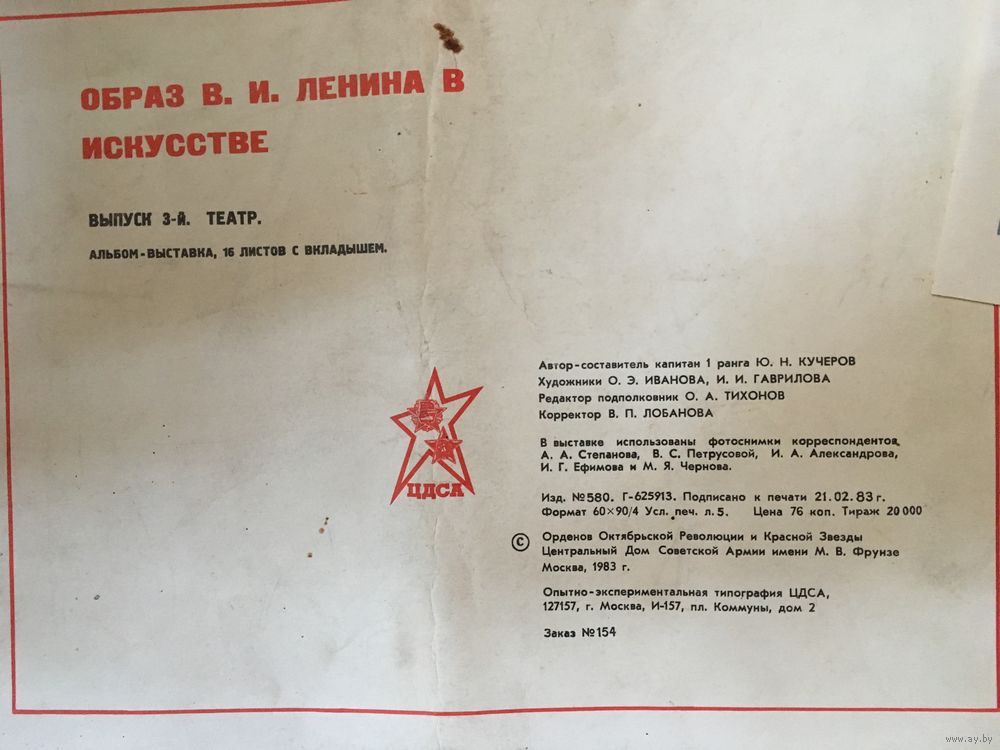 ОБРАЗ В. И. ЛЕНИНА В
ИСКУССТВЕ
ВЫПУСК 3-Й. ТЕАТР.
АЛЬБОМ-ВЫСТАВКА, 16 ЛИСТОВ С ВКЛАДЫШЕМ.
ЦДСА
Автор-составитель капитан 1 ранга Ю. Н. КУЧЕРОВ
Художники О. Э. ИВАНОВА, И. И. ГАВРИЛОВА
Редактор подполковник О. А. ТИХОНОВ
Корректор В. П. ЛОБАНОВА
В выставке использованы фотоснимки корреспондентов
А. А. Степанова, В. С. Петрусовой, И. А. Александрова,
И. Г. Ефимова и М. Я. Чернова.
Изд. №580. Г-625913. Подписано к печати 21.02.83 г.
Формат 60×90/4 Усл. печ. л. 5. Цена 76 коп. Тираж 20 000
© Орденов Октябрьской Революции и Красной Звезды
Центральный Дом Советской Армии имени М. В. Фрунзе
Москва, 1983 г.
Опытно-экспериментальная типография ЦДСА,
127157, г. Москва, И-157, пл. Коммуны, дом 2
Заказ №154
www.ay.by